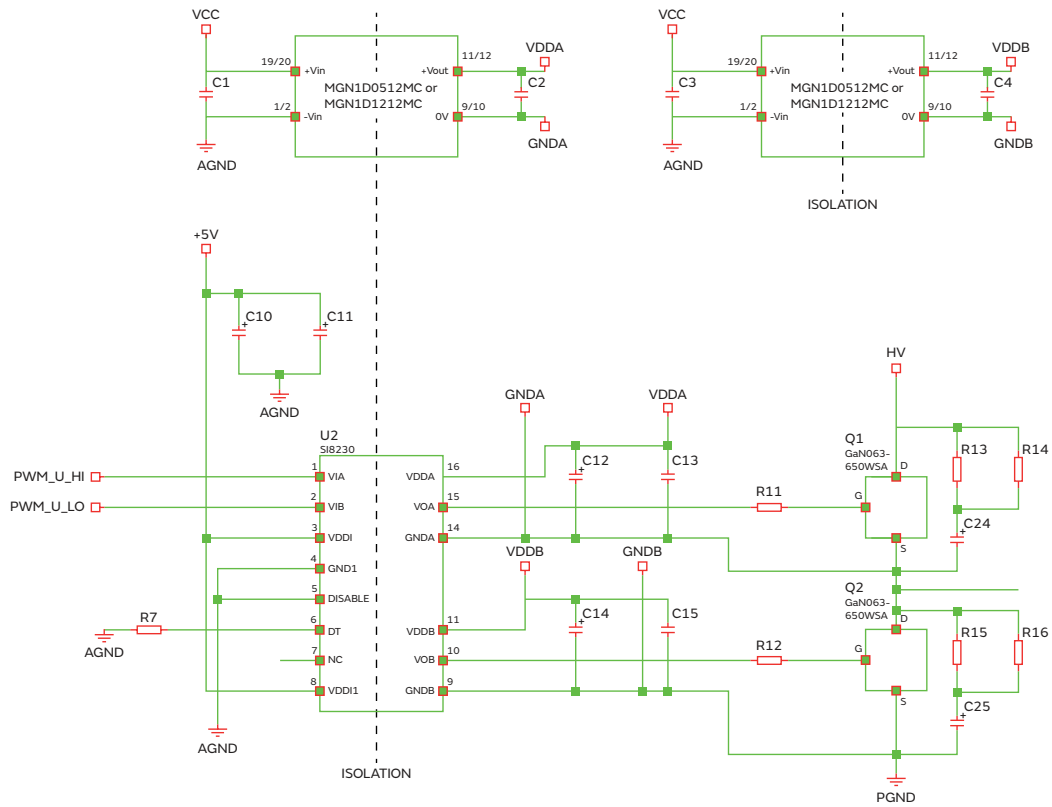 VCC
19/20
+Vin
C1
MGN1D0512MC or
MGN1D1212MC
11/12
+Vout
VDDA
C2
1/2
-Vin
9/10
0V
AGND
GNDA
VCC
19/20
+Vin
C3
MGN1D0512MC or
MGN1D1212MC
11/12
+Vout
VDDB
C4
1/2
-Vin
9/10
0V
AGND
GNDB
ISOLATION
+5V
C10
+
C11
+
AGND
U2
SI8230
PWM_U_HI
PWM_U_LO
1
VIA
2
VIB
3
VDDI
4
GND1
5
DISABLE
6
DT
7
NC
8
VDDI1
R7
AGND
AGND
16
VDDA
15
VOA
14
GNDA
11
VDDB
10
VOB
9
GNDB
ISOLATION
GNDA
VDDA
C12
+
C13
VDDB
GNDB
C14
+
C15
R11
R12
HV
Q1
GaN063-
650WSA
D
G
S
R13
R14
C24
+
Q2
GaN063-
650WSA
D
G
S
R15
R16
C25
+
PGND